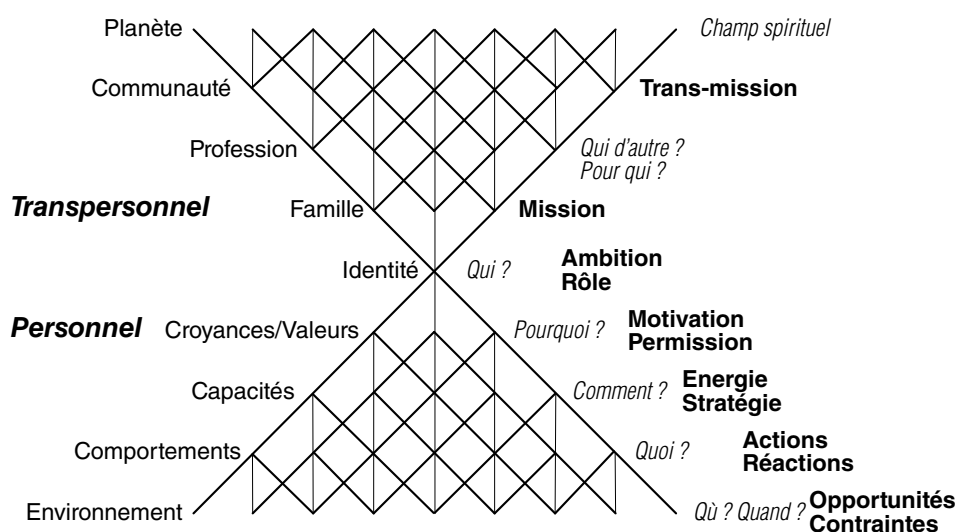 Planète
Champ spirituel
Communauté
Trans-mission
Profession
Qui d'autre ?
Pour qui ?
Transpersonnel
Famille
Mission
Identité
Qui ?
Ambition
Rôle
Personnel
Croyances/Valeurs
Pourquoi ?
Motivation
Permission
Capacités
Comment ?
Energie
Stratégie
Comportements
Quoi ?
Actions
Réactions
Environnement
Qù ? Quand ?
Opportunités
Contraintes